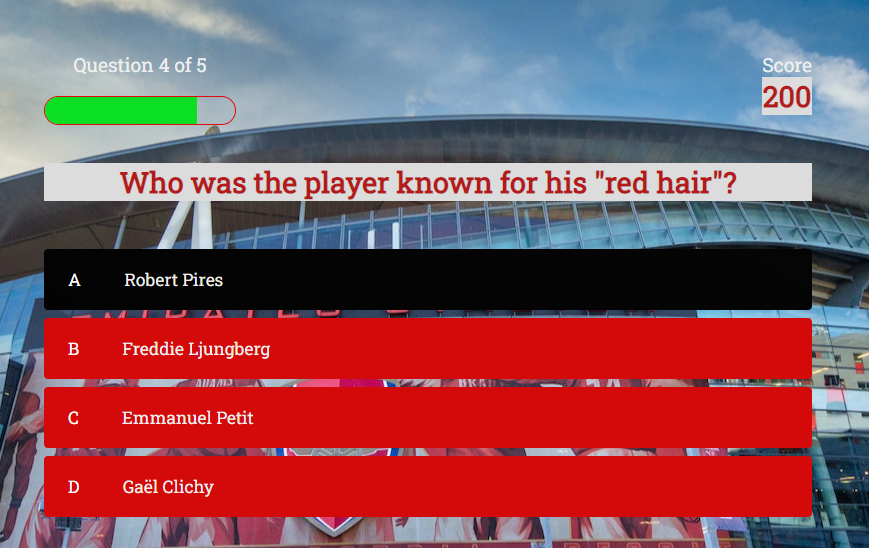 Question 4 of 5
Score
200
Who was the player known for his "red hair"?
A Robert Pires
EMIRATES
B Freddie Ljungberg
C Emmanuel Petit
D Gaël Clichy